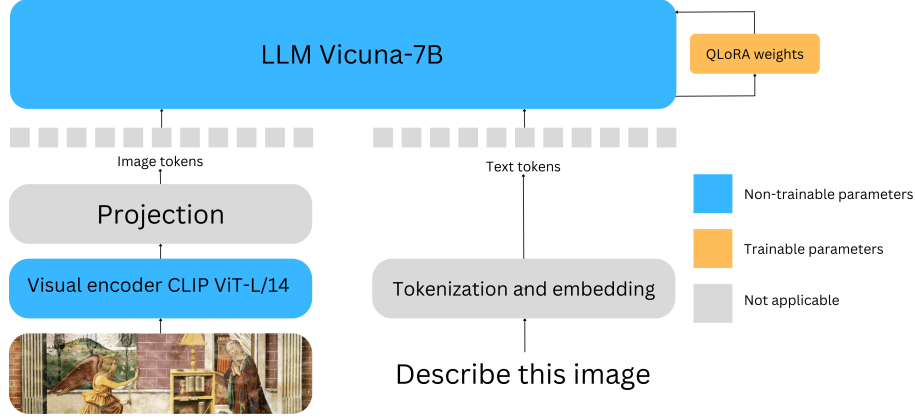 LLM Vicuna-7B
QLoRA weights
Image tokens
Text tokens
Projection
Non-trainable parameters
Visual encoder CLIP ViT-L/14
Tokenization and embedding
Trainable parameters
Not applicable
Describe this image